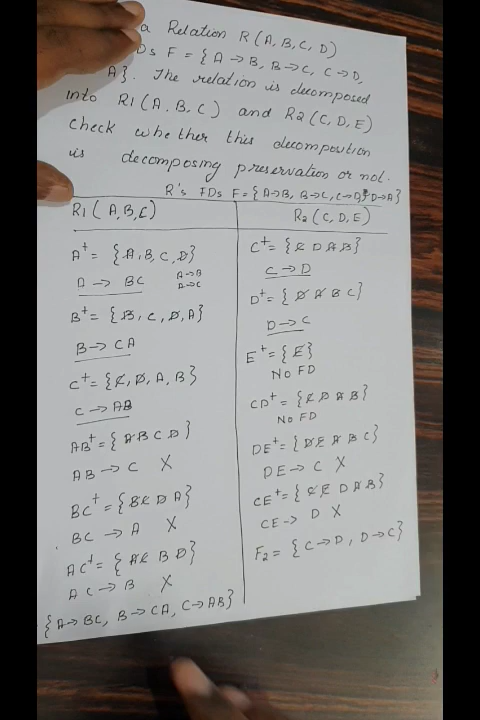 a Relation R(A,B,C,D)
FDs F = {A→B, B→C, C→D,
A}. The relation is decomposed
into R1(A,B,C) and R2(C,D,E)
check whether this decomposition
is decomposing preservation or not.
R's FDs F={A→B, B→C, C→D, D→A}
R1(A,B,C)
A⁺ = {A,B,C,D}
A → BC
A→B
A→C
B⁺ = {B,C,D,A}
B → CA
C⁺ = {C,D,A,B}
C → AB
AB⁺ = {A B C D}
AB → C X
BC⁺ = {B C D A}
BC → A X
AC⁺ = {A C B D}
AC → B X
{A→BC, B→CA, C→AB}
R2(C,D,E)
C⁺ = {C D A B}
C → D
D⁺ = {D A B C}
D → C
E⁺ = {E}
NO FD
CD⁺ = {C D A B}
NO FD
DE⁺ = {D E A B C}
DE → C X
CE⁺ = {C E D A B}
CE → D X
F2 = {C→D, D→C}